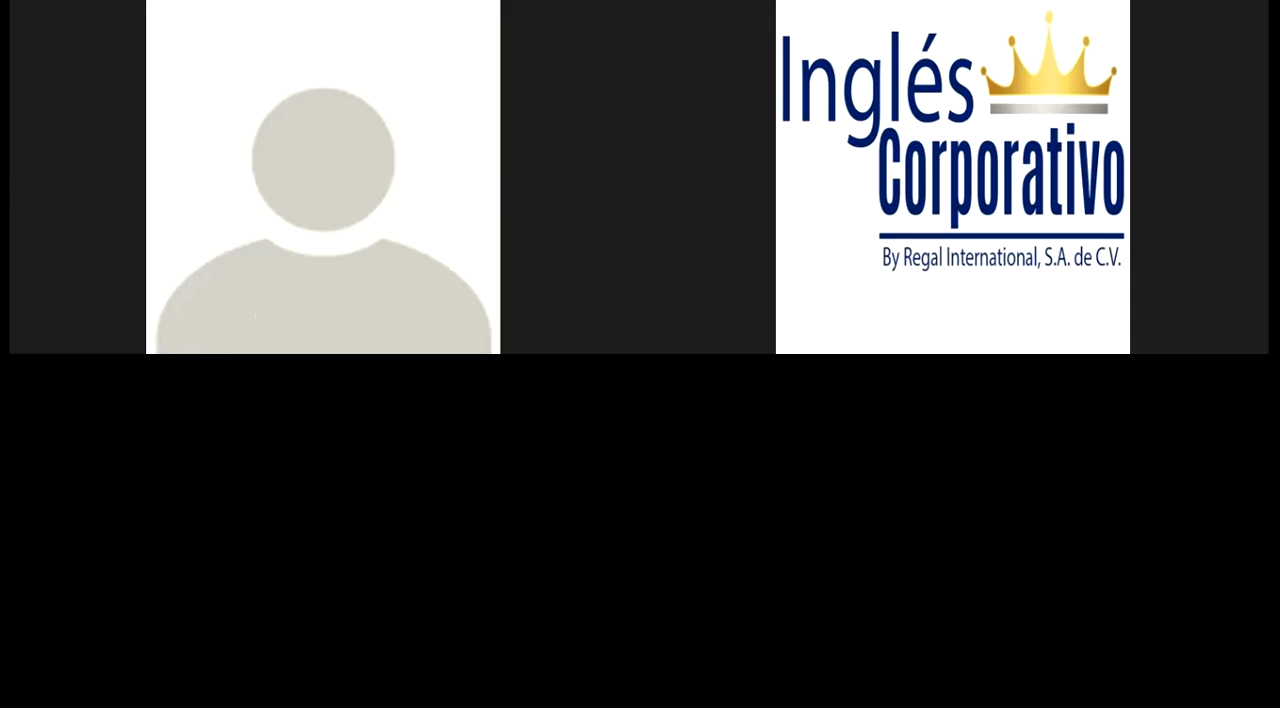 Inglés
Corporativo
By Regal International, S.A. de C.V.